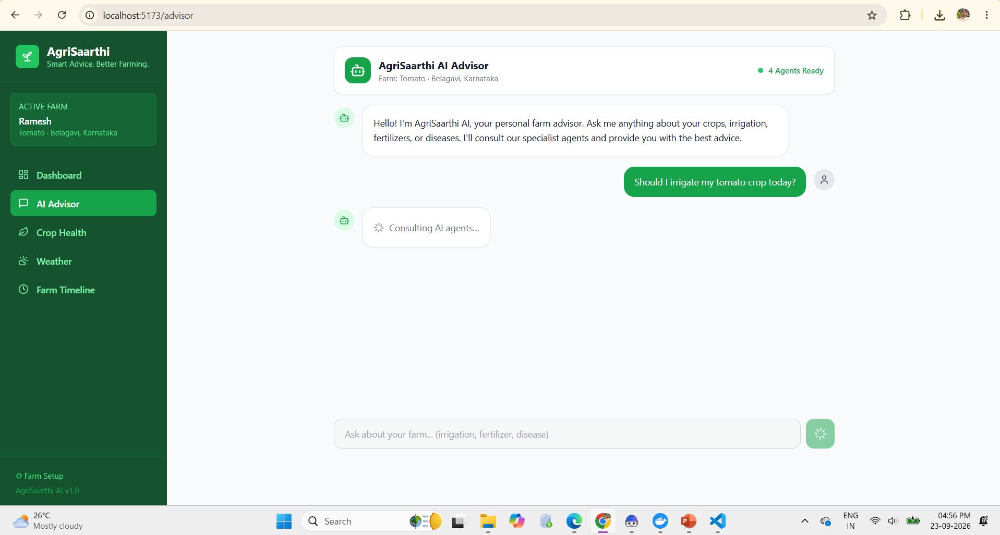 localhost:5173/advisor
AgriSaarthi
Smart Advice. Better Farming.
ACTIVE FARM
Ramesh
Tomato · Belagavi, Karnataka
Dashboard
AI Advisor
Crop Health
Weather
Farm Timeline
⚙ Farm Setup
AgriSaarthi AI v1.0
AgriSaarthi AI Advisor
Farm: Tomato · Belagavi, Karnataka
4 Agents Ready
Hello! I'm AgriSaarthi AI, your personal farm advisor. Ask me anything about your crops, irrigation,
fertilizers, or diseases. I'll consult our specialist agents and provide you with the best advice.
Should I irrigate my tomato crop today?
Consulting AI agents...
Ask about your farm... (irrigation, fertilizer, disease)
26°C
Mostly cloudy
Search
ENG
IN
04:56 PM
23-09-2026